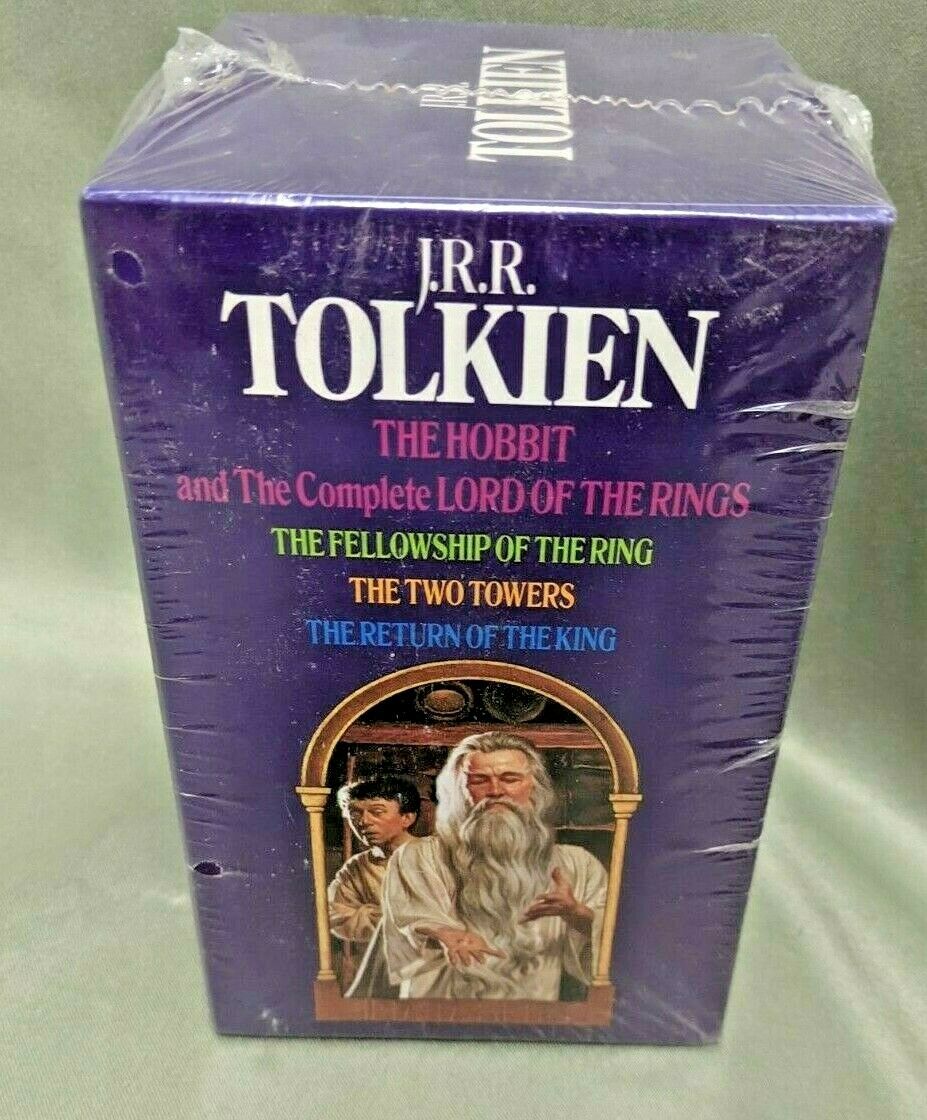 J.R.R.
TOLKIEN
J.R.R.
TOLKIEN
THE HOBBIT
and The Complete LORD OF THE RINGS
THE FELLOWSHIP OF THE RING
THE TWO TOWERS
THE RETURN OF THE KING